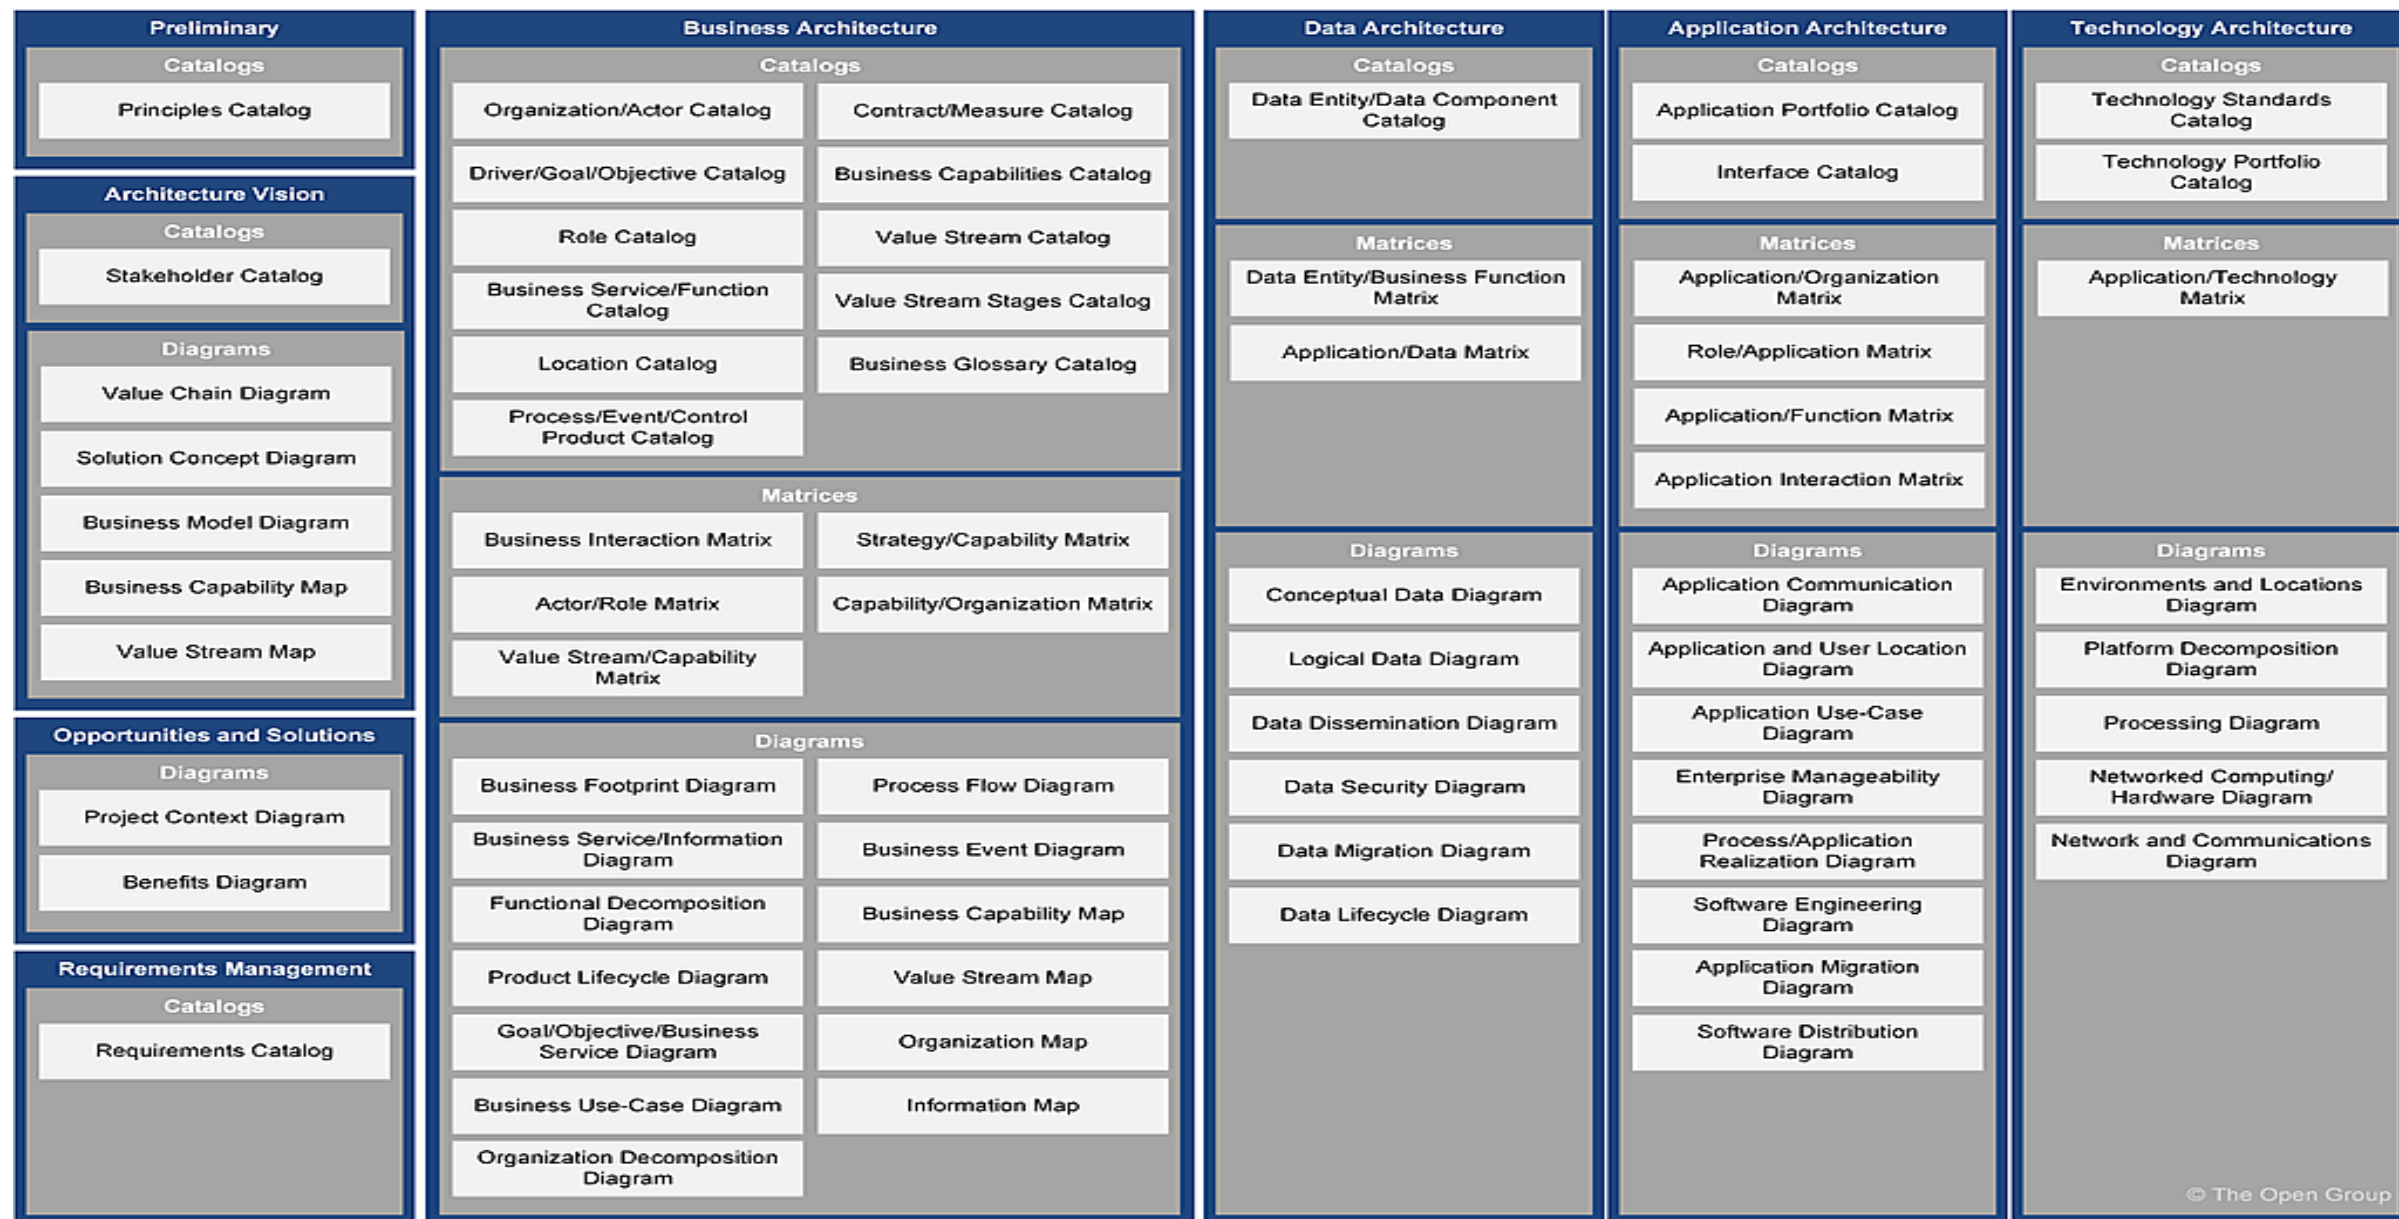 Preliminary
Catalogs
Principles Catalog
Architecture Vision
Catalogs
Stakeholder Catalog
Diagrams
Value Chain Diagram
Solution Concept Diagram
Business Model Diagram
Business Capability Map
Value Stream Map
Opportunities and Solutions
Diagrams
Project Context Diagram
Benefits Diagram
Requirements Management
Catalogs
Requirements Catalog
Business Architecture
Catalogs
Organization/Actor Catalog
Driver/Goal/Objective Catalog
Role Catalog
Business Service/Function
Catalog
Location Catalog
Process/Event/Control
Product Catalog
Contract/Measure Catalog
Business Capabilities Catalog
Value Stream Catalog
Value Stream Stages Catalog
Business Glossary Catalog
Matrices
Business Interaction Matrix
Actor/Role Matrix
Value Stream/Capability
Matrix
Strategy/Capability Matrix
Capability/Organization Matrix
Diagrams
Business Footprint Diagram
Business Service/Information
Diagram
Functional Decomposition
Diagram
Product Lifecycle Diagram
Goal/Objective/Business
Service Diagram
Business Use-Case Diagram
Organization Decomposition
Diagram
Process Flow Diagram
Business Event Diagram
Business Capability Map
Value Stream Map
Organization Map
Information Map
Data Architecture
Catalogs
Data Entity/Data Component
Catalog
Matrices
Data Entity/Business Function
Matrix
Application/Data Matrix
Diagrams
Conceptual Data Diagram
Logical Data Diagram
Data Dissemination Diagram
Data Security Diagram
Data Migration Diagram
Data Lifecycle Diagram
Application Architecture
Catalogs
Application Portfolio Catalog
Interface Catalog
Matrices
Application/Organization
Matrix
Role/Application Matrix
Application/Function Matrix
Application Interaction Matrix
Diagrams
Application Communication
Diagram
Application and User Location
Diagram
Application Use-Case
Diagram
Enterprise Manageability
Diagram
Process/Application
Realization Diagram
Software Engineering
Diagram
Application Migration
Diagram
Software Distribution
Diagram
Technology Architecture
Catalogs
Technology Standards
Catalog
Technology Portfolio
Catalog
Matrices
Application/Technology
Matrix
Diagrams
Environments and Locations
Diagram
Platform Decomposition
Diagram
Processing Diagram
Networked Computing/
Hardware Diagram
Network and Communications
Diagram
© The Open Group